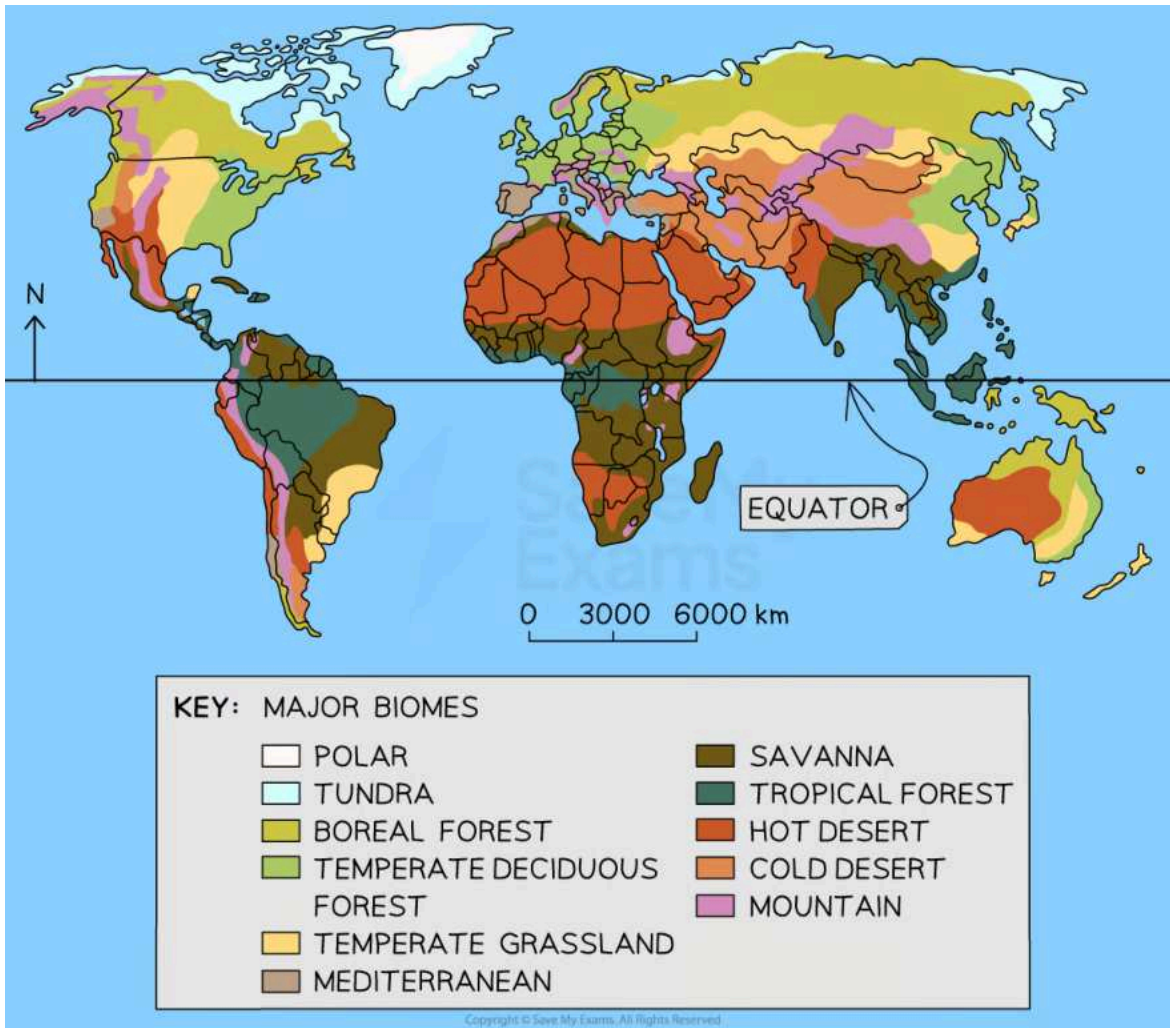 N
Save My
Exams
EQUATOR
0 3000 6000 km
KEY: MAJOR BIOMES
POLAR
TUNDRA
BOREAL FOREST
TEMPERATE DECIDUOUS
FOREST
TEMPERATE GRASSLAND
MEDITERRANEAN
SAVANNA
TROPICAL FOREST
HOT DESERT
COLD DESERT
MOUNTAIN
Copyright © Save My Exams. All Rights Reserved